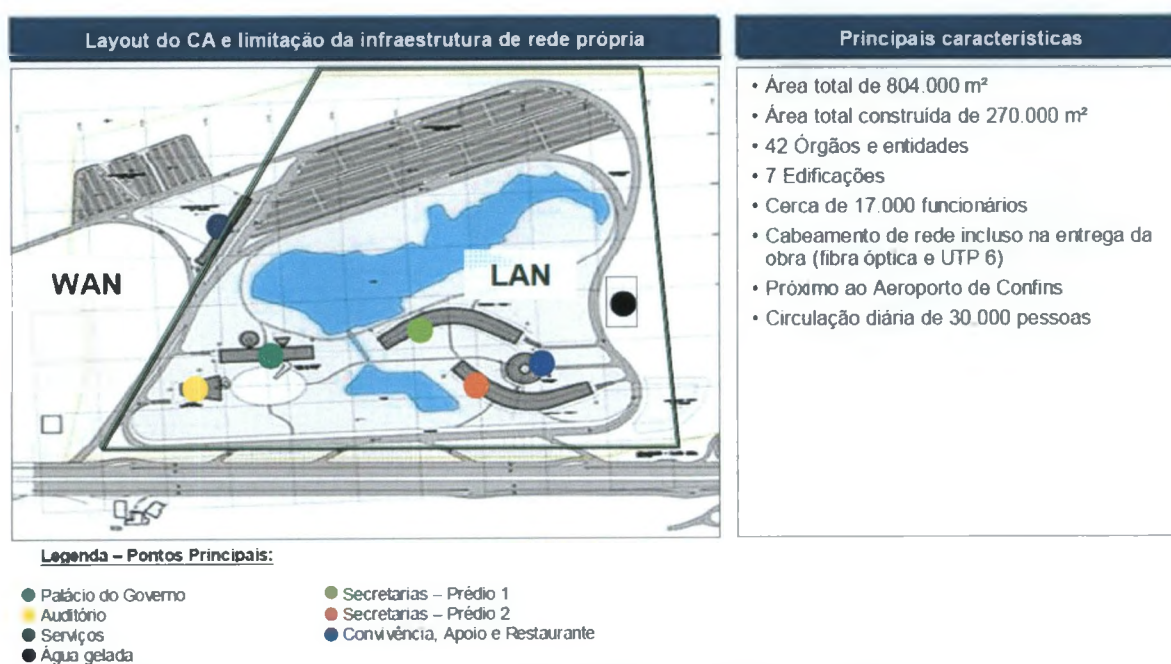 Layout do CA e limitação da infraestrutura de rede própria
WAN
LAN
Legenda – Pontos Principais:
Palácio do Governo
Auditório
Serviços
Água gelada
Secretarias – Prédio 1
Secretarias – Prédio 2
Convivência, Apoio e Restaurante
Principais características
• Área total de 804.000 m²
• Área total construída de 270.000 m²
• 42 Órgãos e entidades
• 7 Edificações
• Cerca de 17.000 funcionários
• Cabeamento de rede incluso na entrega da
obra (fibra óptica e UTP 6)
• Próximo ao Aeroporto de Confins
• Circulação diária de 30.000 pessoas